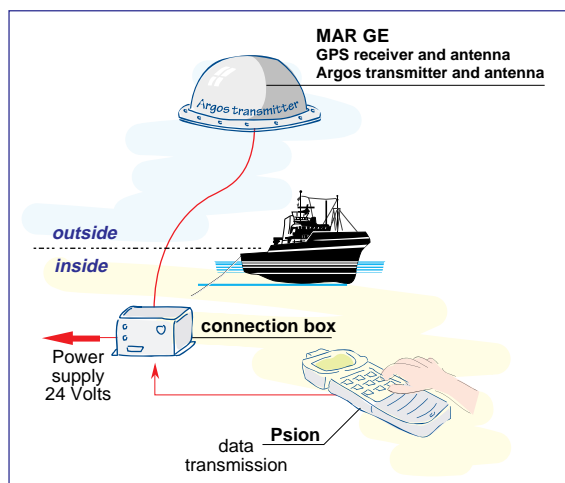 MAR GE
GPS receiver and antenna
Argos transmitter and antenna
Argos transmitter
outside
inside
connection box
Power
supply
24 Volts
Psion
data
transmission